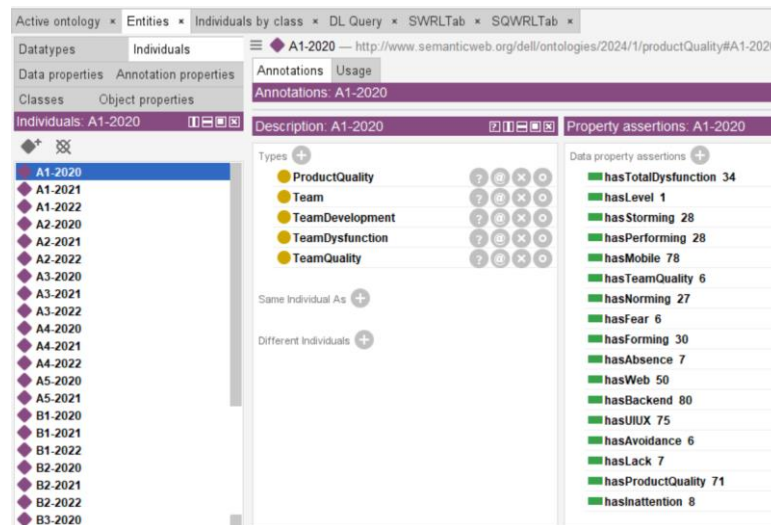 Active ontology × Entities × Individuals by class × DL Query × SWRLTab × SQWRLTab ×
Datatypes Individuals
Data properties Annotation properties
Classes Object properties
Individuals: A1-2020
A1-2020
A1-2021
A1-2022
A2-2020
A2-2021
A2-2022
A3-2020
A3-2021
A3-2022
A4-2020
A4-2021
A4-2022
A5-2020
A5-2021
B1-2020
B1-2021
B1-2022
B2-2020
B2-2021
B2-2022
B3-2020
A1-2020 — http://www.semanticweb.org/dell/ontologies/2024/1/productQuality#A1-202
Annotations Usage
Annotations: A1-2020
Description: A1-2020
Types
ProductQuality
Team
TeamDevelopment
TeamDysfunction
TeamQuality
Same Individual As
Different Individuals
Property assertions: A1-2020
Data property assertions
hasTotalDysfunction 34
hasLevel 1
hasStorming 28
hasPerforming 28
hasMobile 78
hasTeamQuality 6
hasNorming 27
hasFear 6
hasForming 30
hasAbsence 7
hasWeb 50
hasBackend 80
hasUIUX 75
hasAvoidance 6
hasLack 7
hasProductQuality 71
hasInattention 8